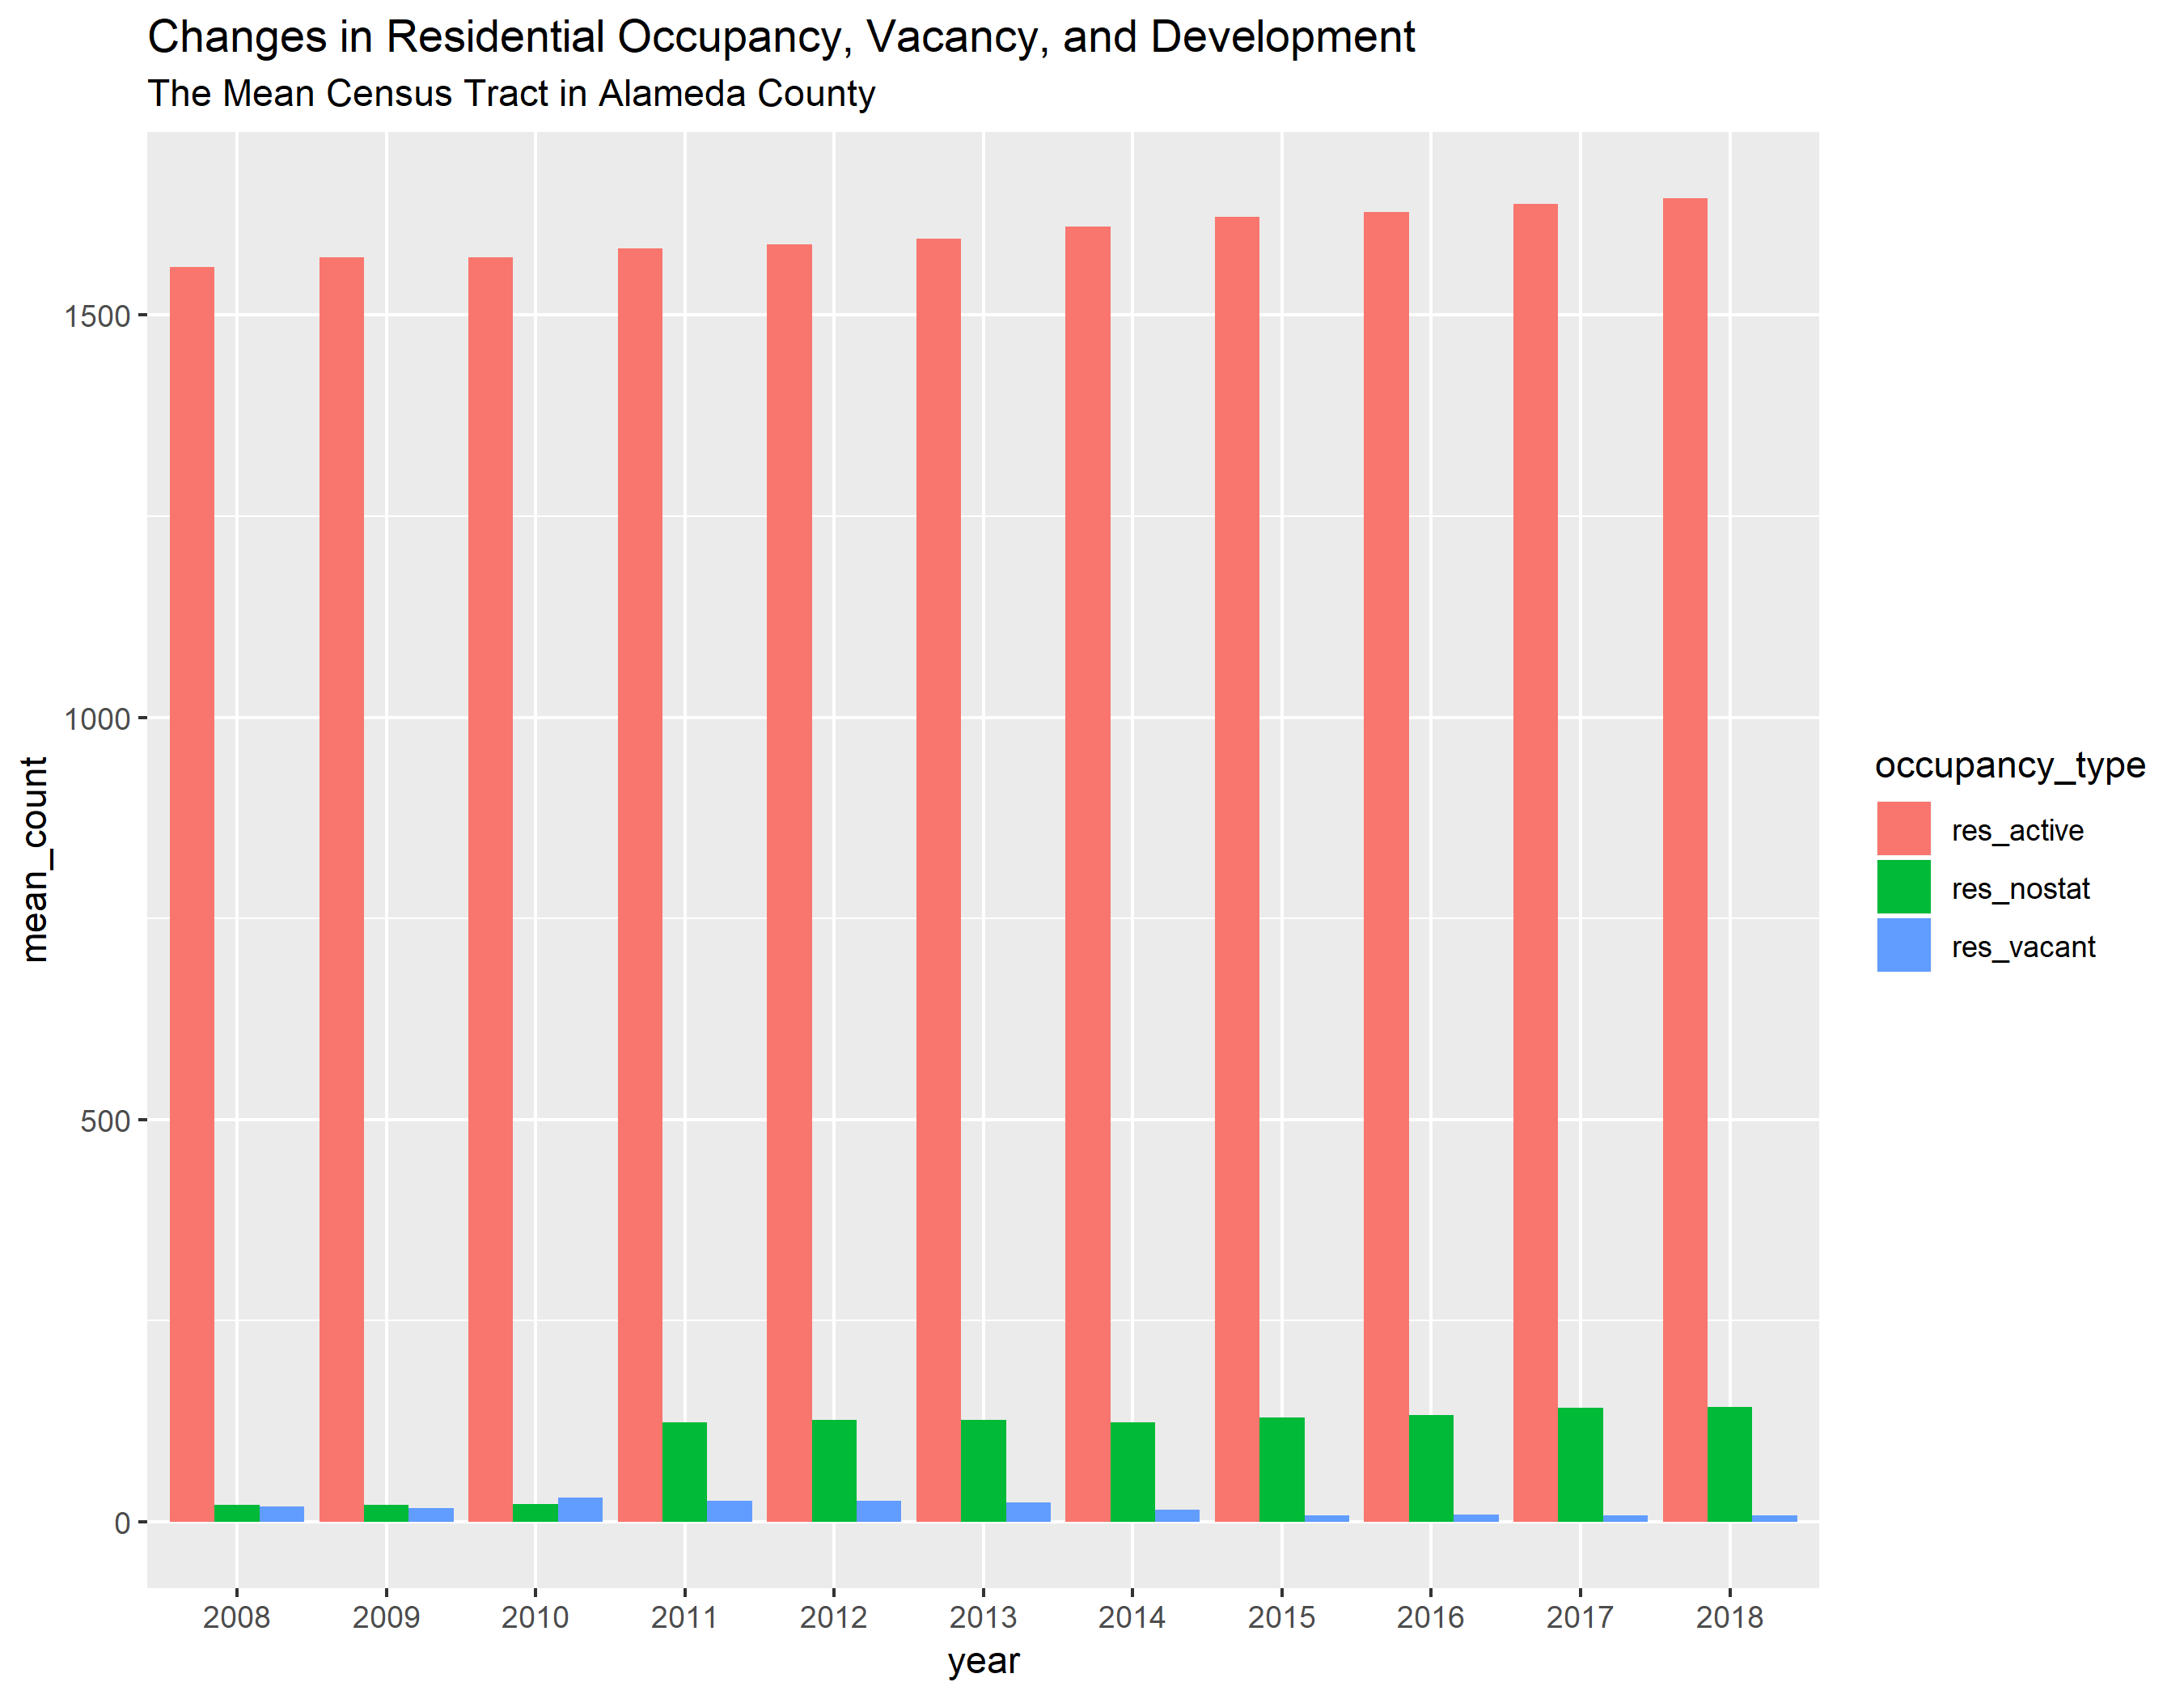 Changes in Residential Occupancy, Vacancy, and Development
The Mean Census Tract in Alameda County
mean_count
1500
1000
500
0
2008 2009 2010 2011 2012 2013 2014 2015 2016 2017 2018
year
occupancy_type
res_active
res_nostat
res_vacant